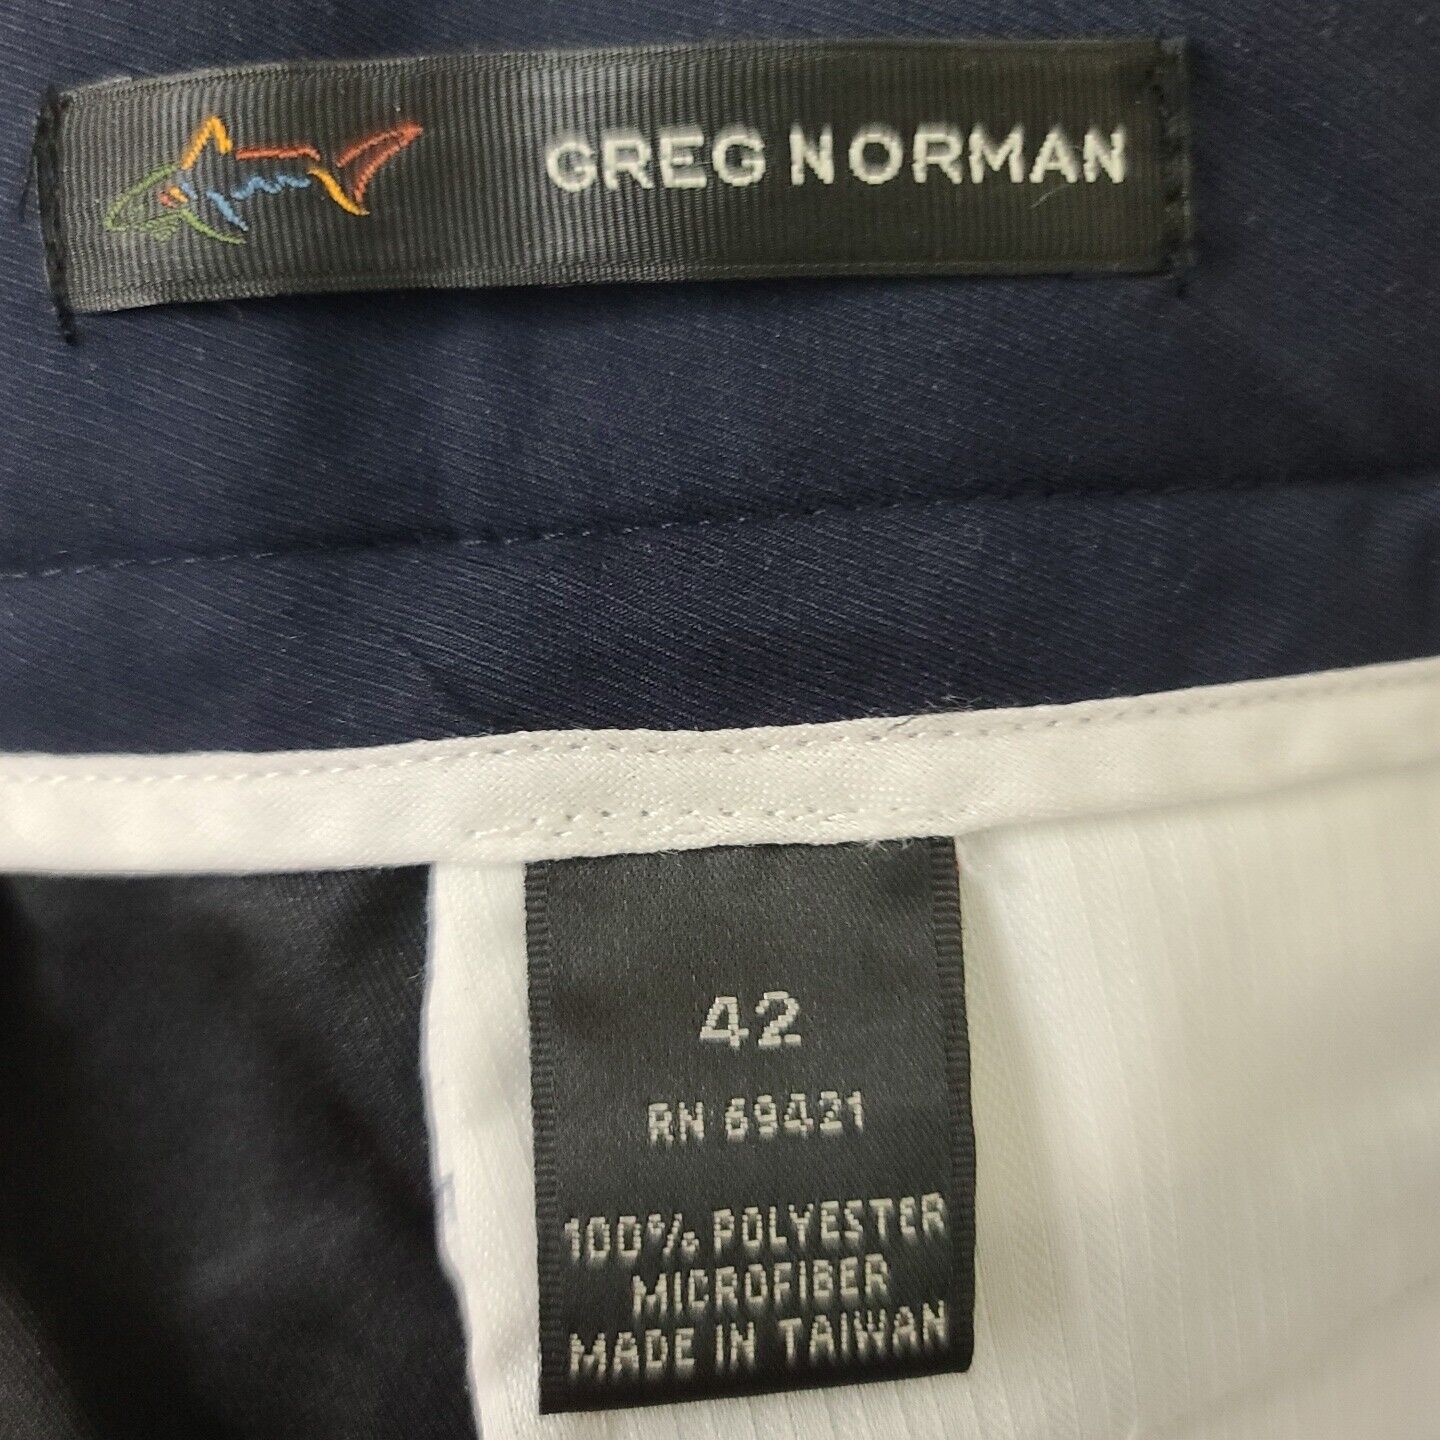 GREG NORMAN
42
RN 69421
100% POLYESTER
MICROFIBER
MADE IN TAIWAN